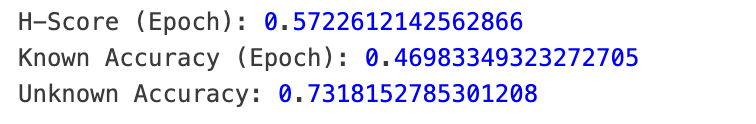 H-Score (Epoch): 0.5722612142562866
Known Accuracy (Epoch): 0.46983349323272705
Unknown Accuracy: 0.7318152785301208